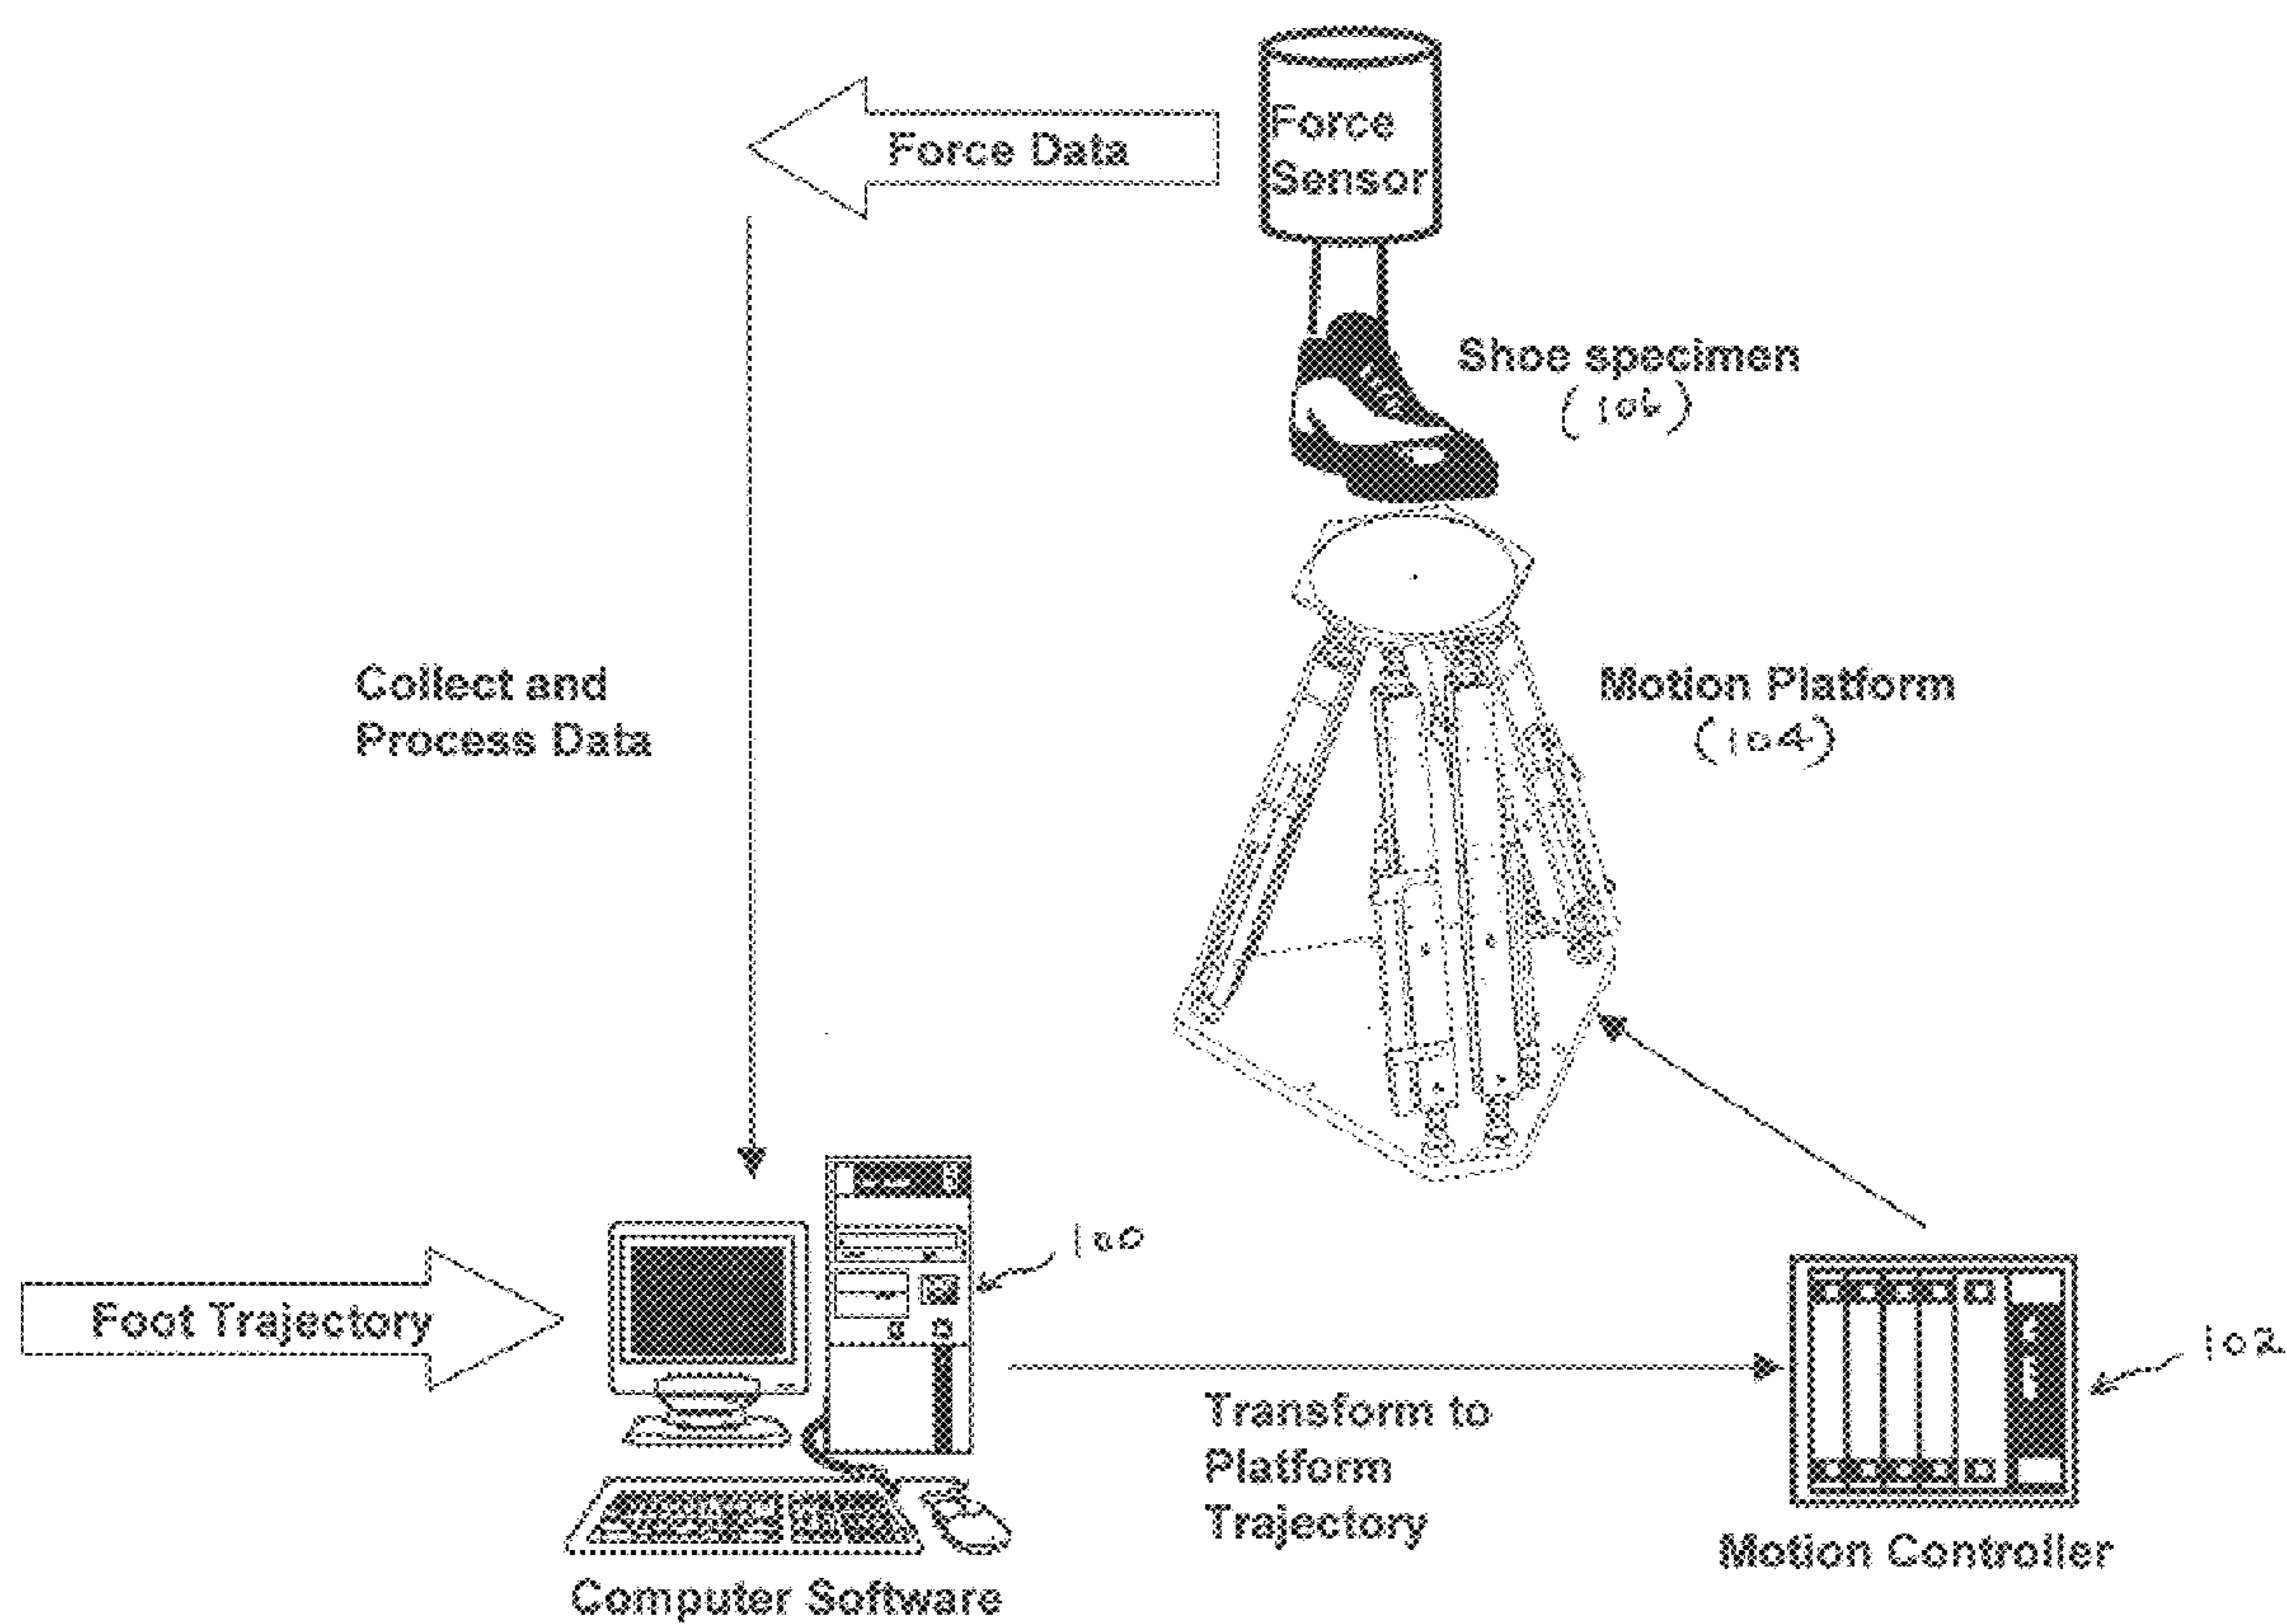 Force Data
Force
Sensor
Shoe specimen
(106)
Collect and
Process Data
Motion Platform
(104)
100
Foot Trajectory
102
Transform to
Platform
Trajectory
Motion Controller
Computer Software